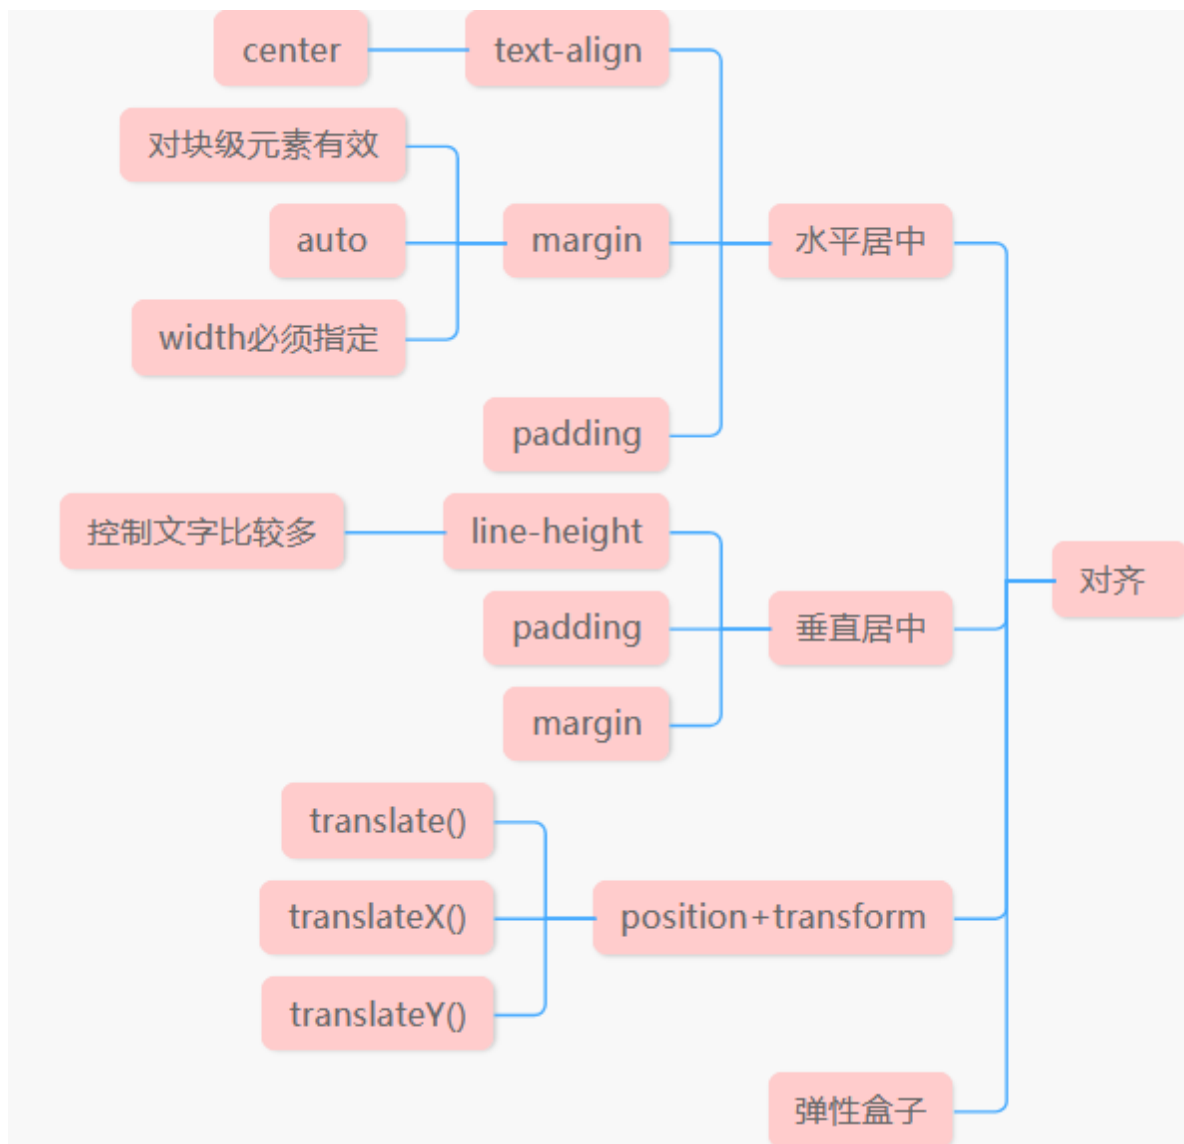 center
text-align
对块级元素有效
auto
margin
水平居中
width必须指定
padding
控制文字比较多
line-height
对齐
padding
垂直居中
margin
translate()
translateX()
position+transform
translateY()
弹性盒子